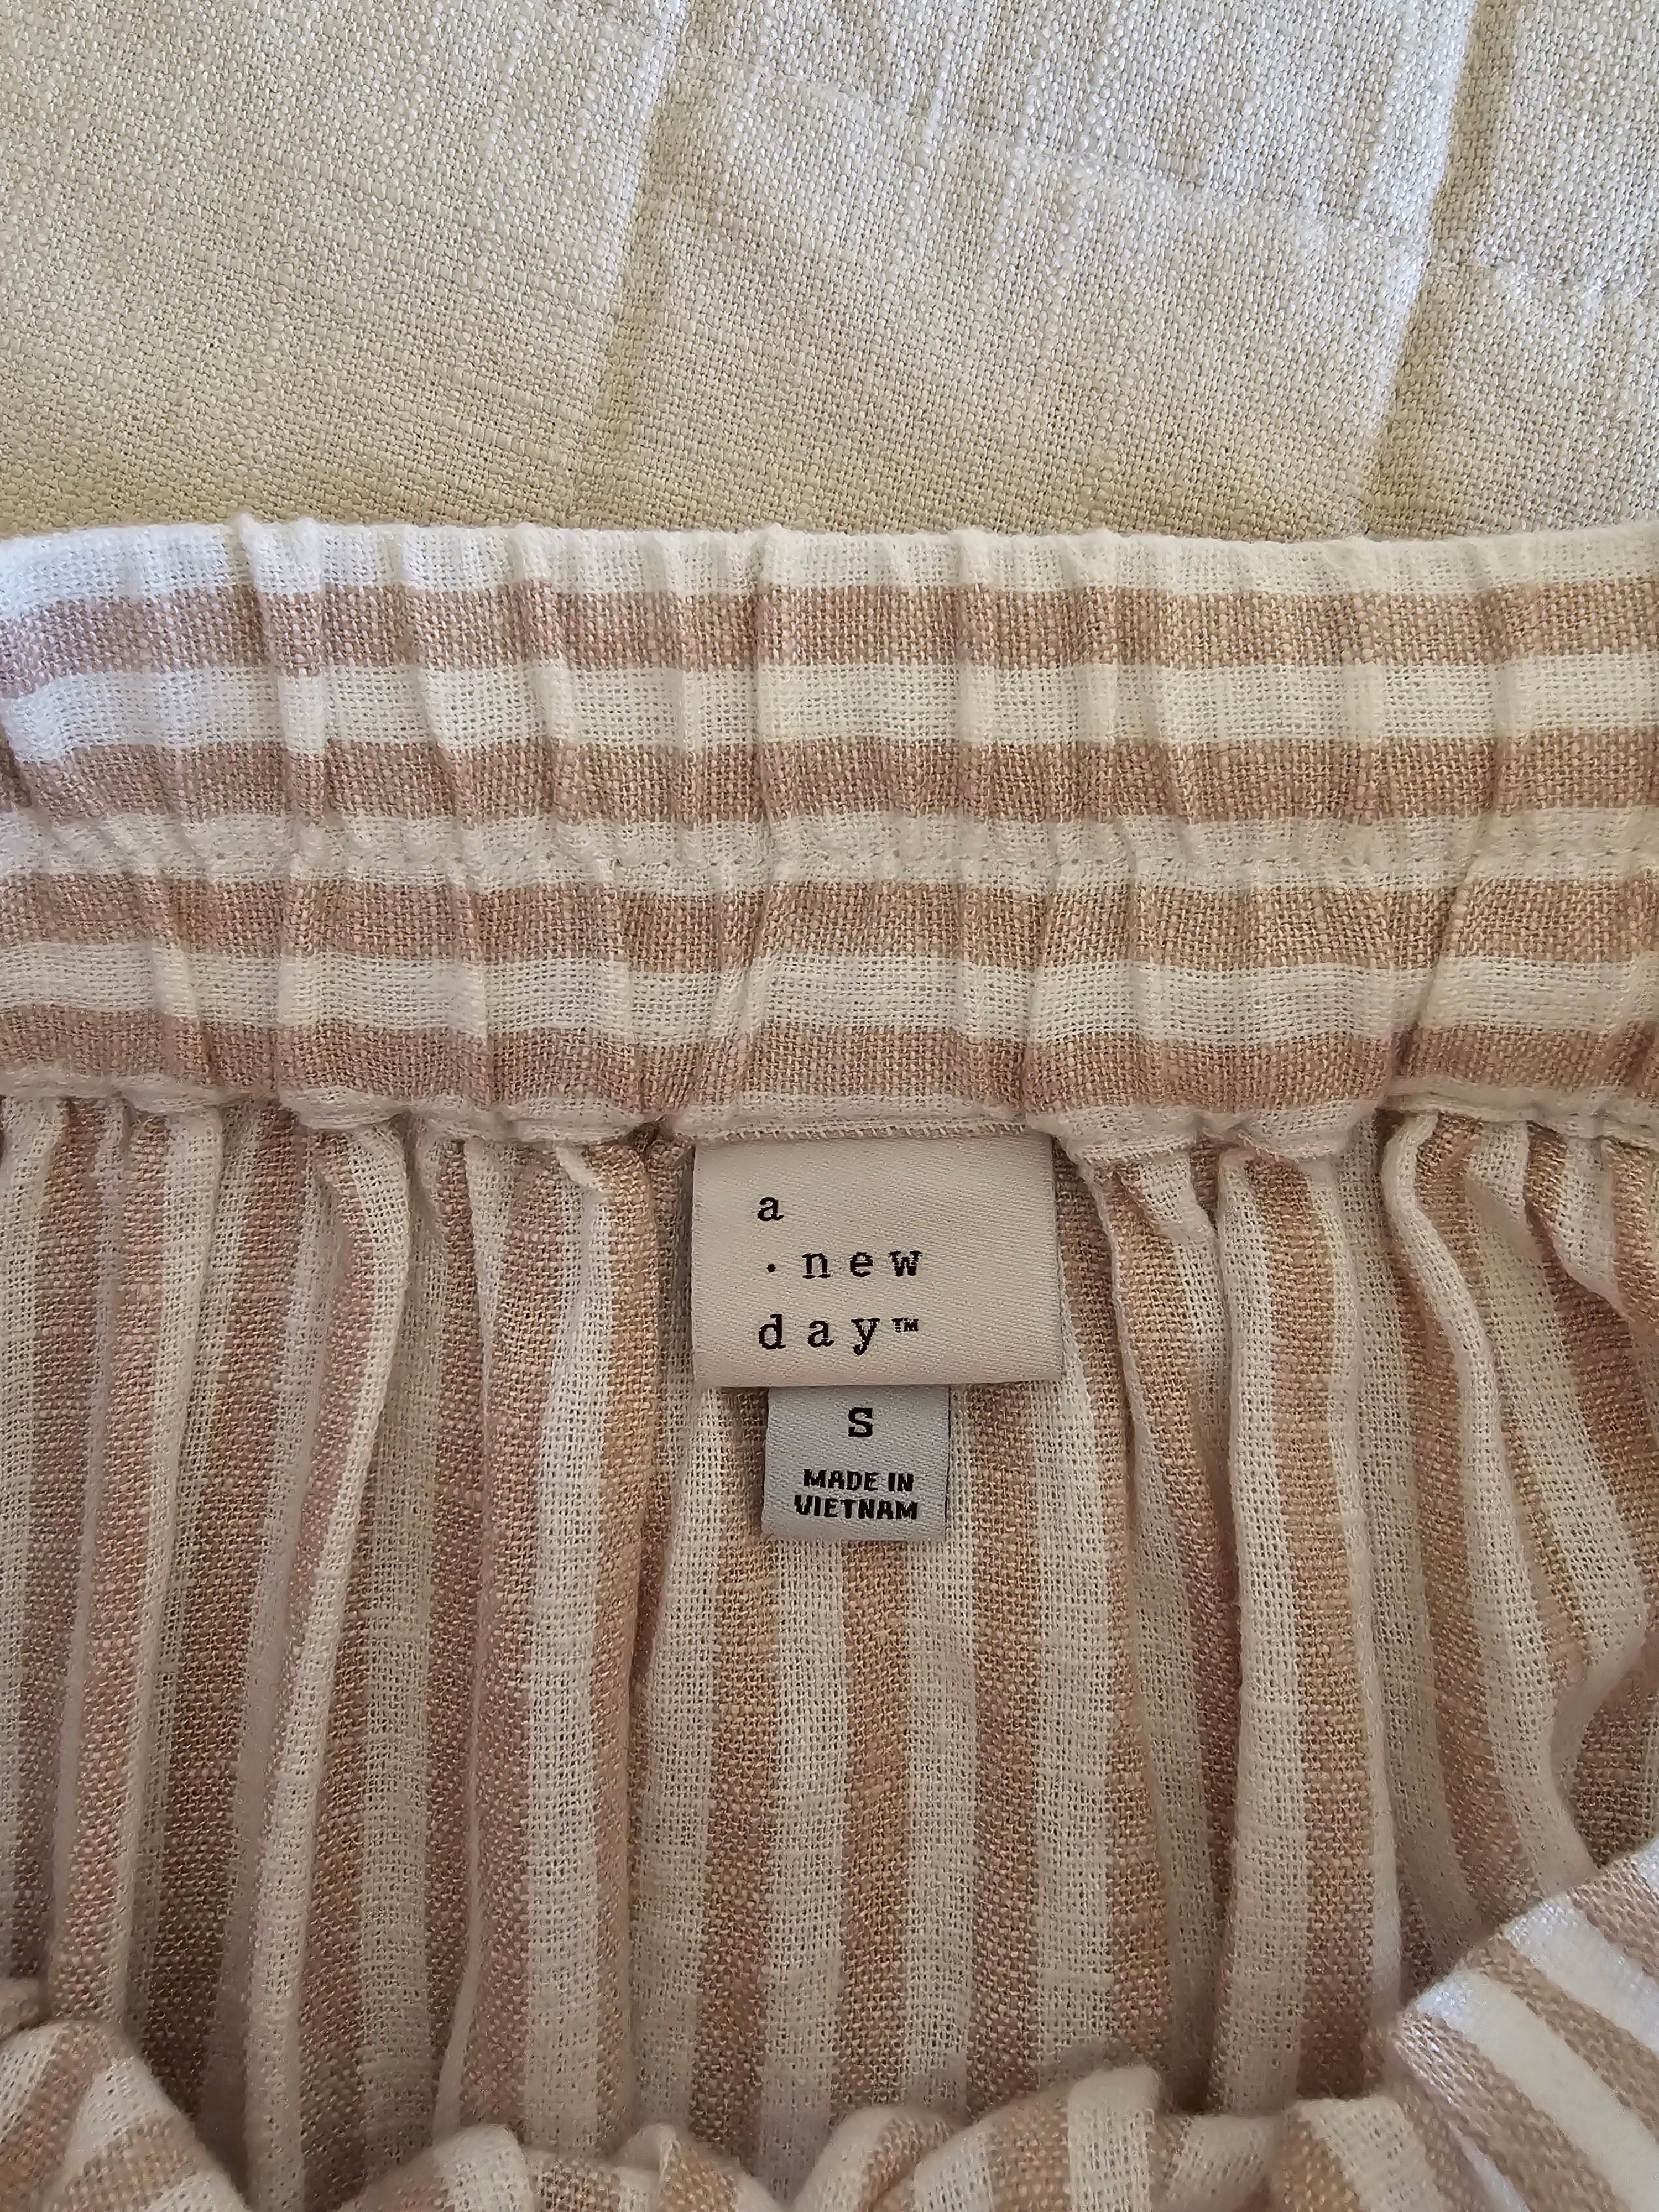 a
· new
day™
S
MADE IN
VIETNAM